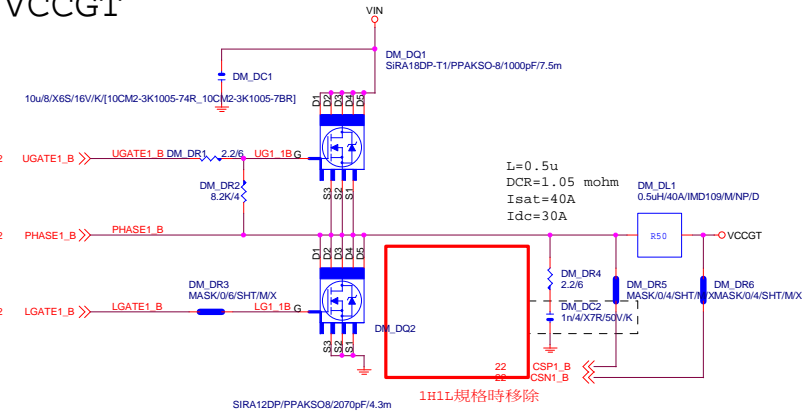 VCCGT
VIN
DM_DQ1
SiRA18DP-T1/PPAKSO-8/1000pF/7.5m
DM_DC1
10u/8/X6S/16V/K/[10CM2-3K1005-74R_10CM2-3K1005-7BR]
D1 D2 D3 D4 D5
2 UGATE1_B UGATE1_B DM_DR1 2.2/6 UG1_1B G
DM_DR2
8.2K/4
S3 S2 S1
L=0.5u
DCR=1.05 mohm
Isat=40A
Idc=30A
DM_DL1
0.5uH/40A/IMD109/M/NP/D
2 PHASE1_B PHASE1_B
R50
VCCGT
D1 D2 D3 D4 D5
DM_DR3
MASK/0/6/SHT/M/X
DM_DR4
2.2/6
DM_DR5
MASK/0/4/SHT/M/X
DM_DR6
MASK/0/4/SHT/M/X
2 LGATE1_B LGATE1_B LG1_1B G
DM_DC2
1n/4/X7R/50V/K
DM_DQ2
S3 S2 S1
22 CSP1_B
22 CSN1_B
1H1L規格時移除
SIRA12DP/PPAKSO8/2070pF/4.3m